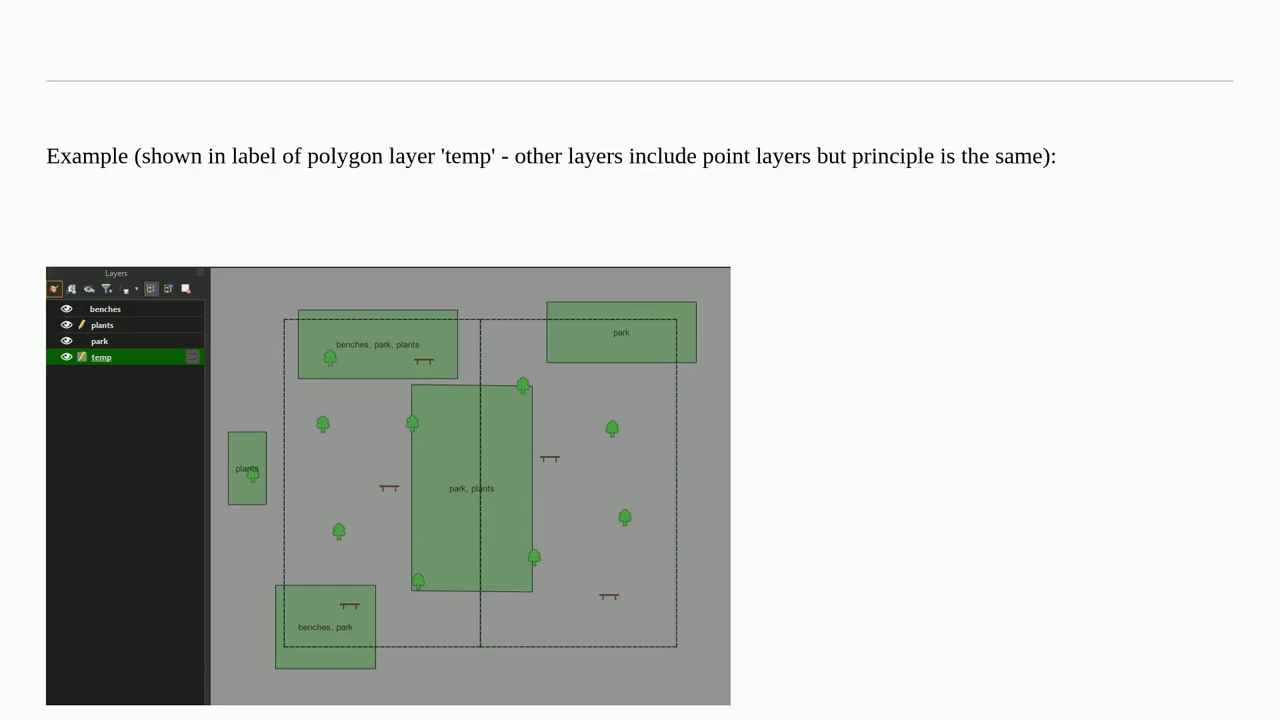 Example (shown in label of polygon layer 'temp' - other layers include point layers but principle is the same):
Layers
benches
plants
park
temp
benches, park, plants
park
plants
park, plants
benches, park